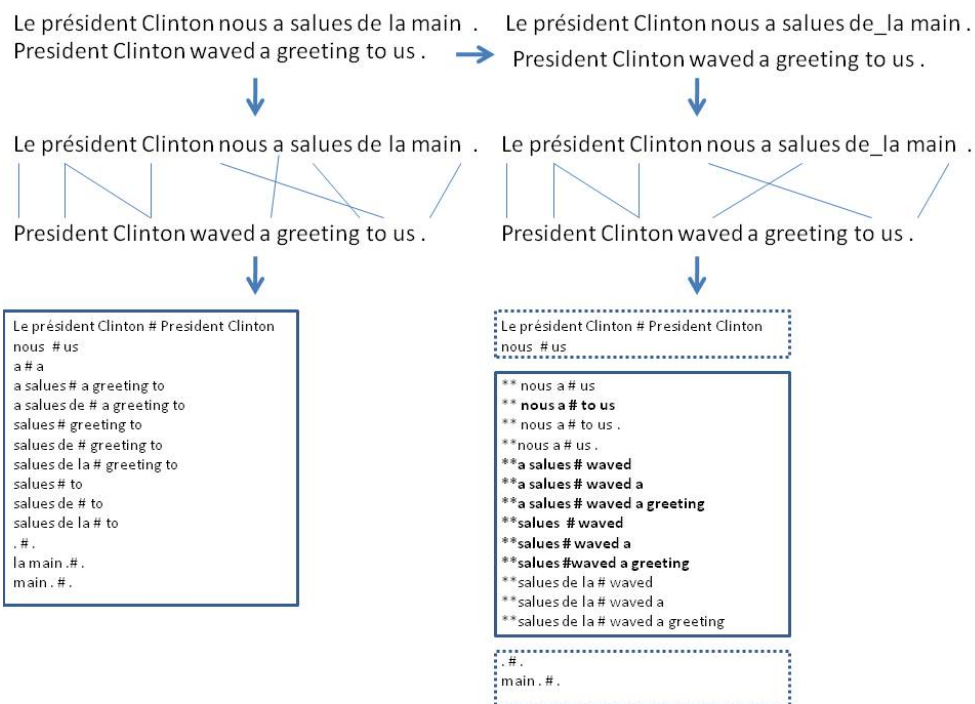 Le président Clinton nous a salues de la main .
President Clinton waved a greeting to us .
Le président Clinton nous a salues de_la main .
President Clinton waved a greeting to us .
Le président Clinton nous a salues de la main .
President Clinton waved a greeting to us .
Le président Clinton nous a salues de_la main .
President Clinton waved a greeting to us .
Le président Clinton # President Clinton
nous # us
a # a
a salues # a greeting to
a salues de # a greeting to
salues # greeting to
salues de # greeting to
salues de la # greeting to
salues # to
salues de # to
salues de la # to
. # .
la main . # .
main . # .
Le président Clinton # President Clinton
nous # us
** nous a # us
** nous a # to us
** nous a # to us .
**nous a # us .
**a salues # waved
**a salues # waved a
**a salues # waved a greeting
**salues # waved
**salues # waved a
**salues #waved a greeting
**salues de la # waved
**salues de la # waved a
**salues de la # waved a greeting
. # .
main . # .